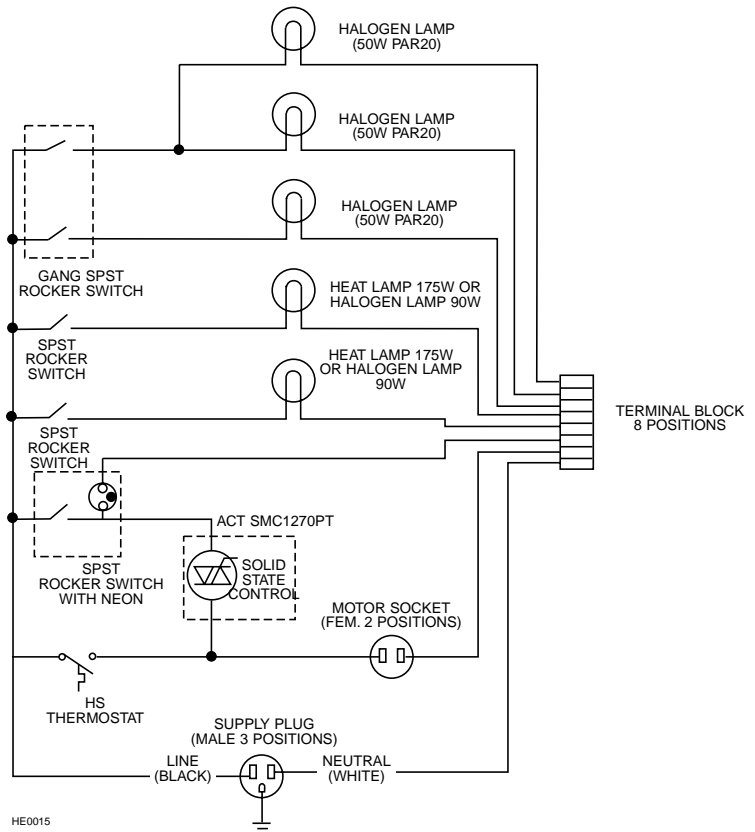 HALOGEN LAMP
(50W PAR20)
HALOGEN LAMP
(50W PAR20)
HALOGEN LAMP
(50W PAR20)
GANG SPST
ROCKER SWITCH
HEAT LAMP 175W OR
HALOGEN LAMP 90W
SPST
ROCKER
SWITCH
HEAT LAMP 175W
OR HALOGEN LAMP
90W
TERMINAL BLOCK
8 POSITIONS
SPST
ROCKER
SWITCH
ACT SMC1270PT
SOLID
STATE
CONTROL
SPST
ROCKER SWITCH
WITH NEON
MOTOR SOCKET
(FEM. 2 POSITIONS)
HS
THERMOSTAT
SUPPLY PLUG
(MALE 3 POSITIONS)
LINE
(BLACK)
NEUTRAL
(WHITE)
HE0015